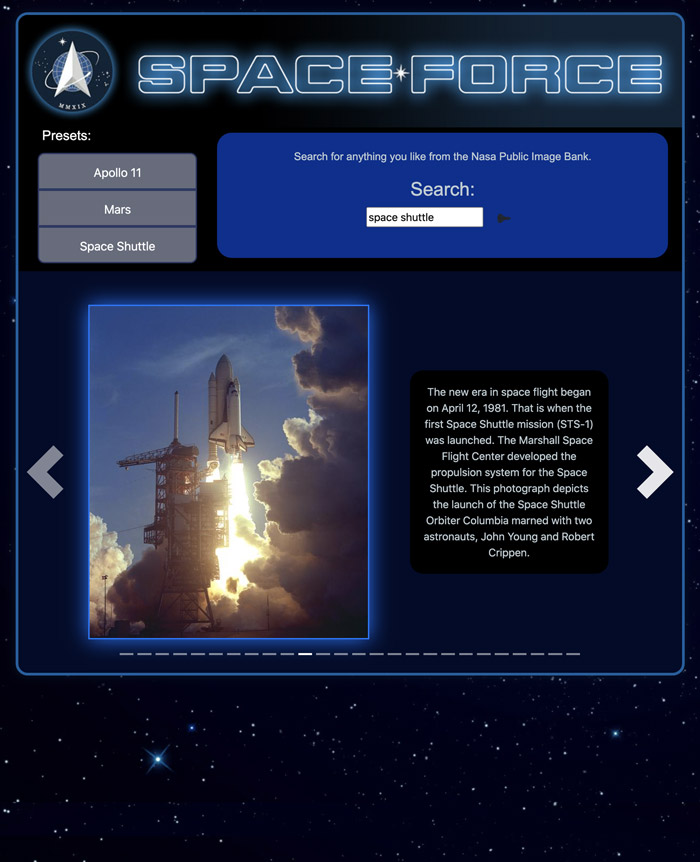 MMXIX
SPACE FORCE
Presets:
Apollo 11
Mars
Space Shuttle
Search for anything you like from the Nasa Public Image Bank.
Search:
space shuttle
The new era in space flight began
on April 12, 1981. That is when the
first Space Shuttle mission (STS-1)
was launched. The Marshall Space
Flight Center developed the
propulsion system for the Space
Shuttle. This photograph depicts
the launch of the Space Shuttle
Orbiter Columbia marned with two
astronauts, John Young and Robert
Crippen.